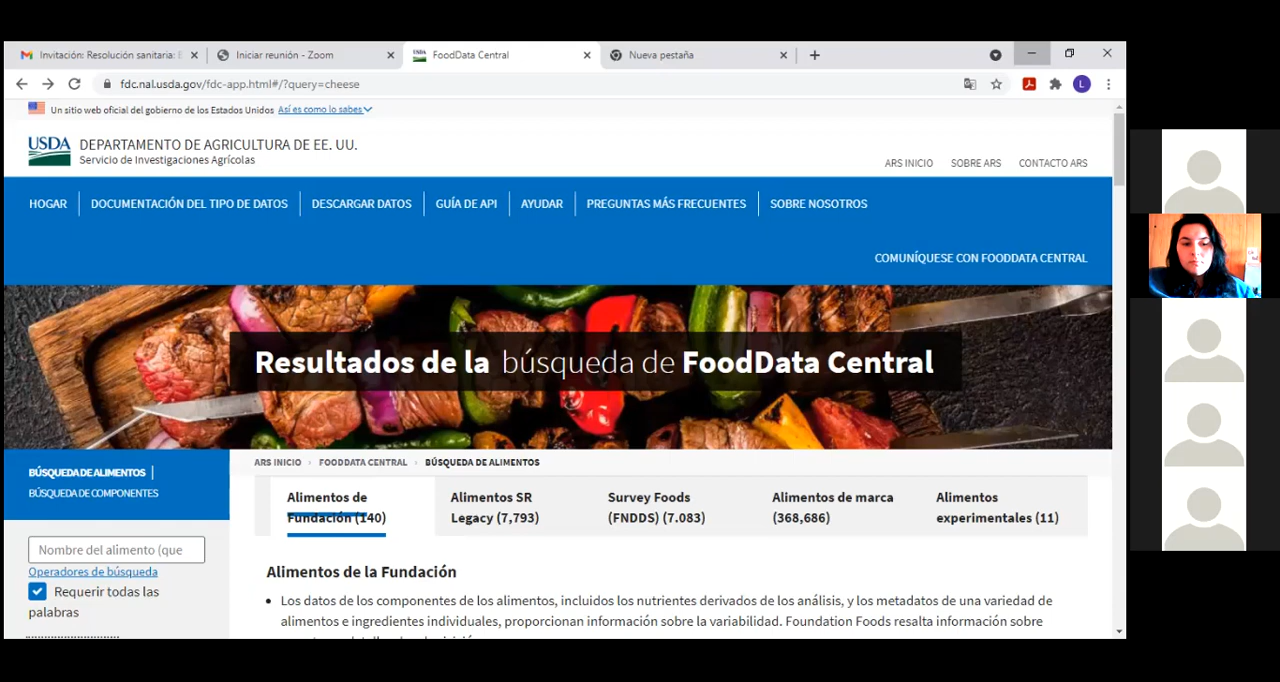 Invitación: Resolución sanitaria: E
Iniciar reunión - Zoom
FoodData Central
Nueva pestaña
fdc.nal.usda.gov/fdc-app.html#/?query=cheese
L
Un sitio web oficial del gobierno de los Estados Unidos Así es como lo sabes
USDA
DEPARTAMENTO DE AGRICULTURA DE EE. UU.
Servicio de Investigaciones Agrícolas
ARS INICIO SOBRE ARS CONTACTO ARS
HOGAR DOCUMENTACIÓN DEL TIPO DE DATOS DESCARGAR DATOS GUÍA DE API AYUDAR PREGUNTAS MÁS FRECUENTES SOBRE NOSOTROS
COMUNÍQUESE CON FOODDATA CENTRAL
Resultados de la búsqueda de FoodData Central
BÚSQUEDA DE ALIMENTOS
BÚSQUEDA DE COMPONENTES
ARS INICIO › FOODDATA CENTRAL › BÚSQUEDA DE ALIMENTOS
Alimentos de
Fundación (140)
Alimentos SR
Legacy (7,793)
Survey Foods
(FNDDS) (7.083)
Alimentos de marca
(368,686)
Alimentos
experimentales (11)
Nombre del alimento (que
Operadores de búsqueda
Requerir todas las
palabras
Alimentos de la Fundación
• Los datos de los componentes de los alimentos, incluidos los nutrientes derivados de los análisis, y los metadatos de una variedad de
alimentos e ingredientes individuales, proporcionan información sobre la variabilidad. Foundation Foods resalta información sobre